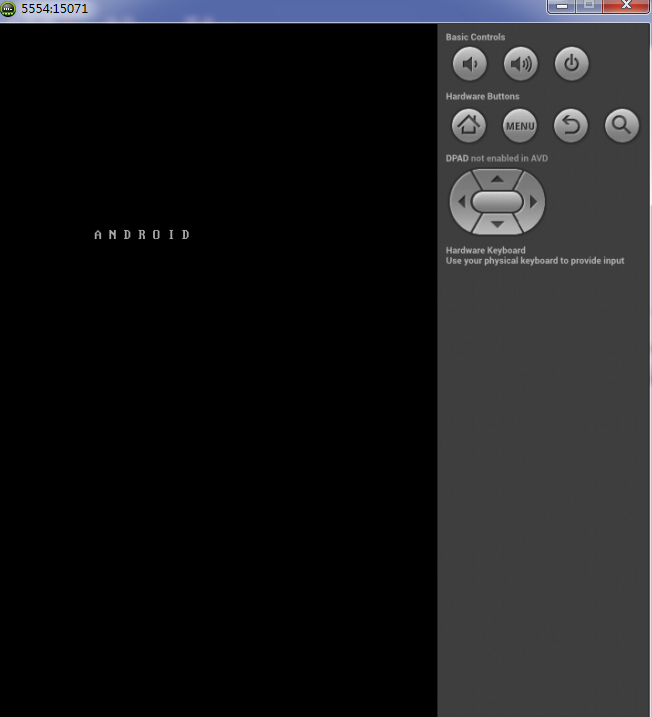 5554:15071
Basic Controls
Hardware Buttons
MENU
DPAD not enabled in AVD
A N D R O I D
Hardware Keyboard
Use your physical keyboard to provide input